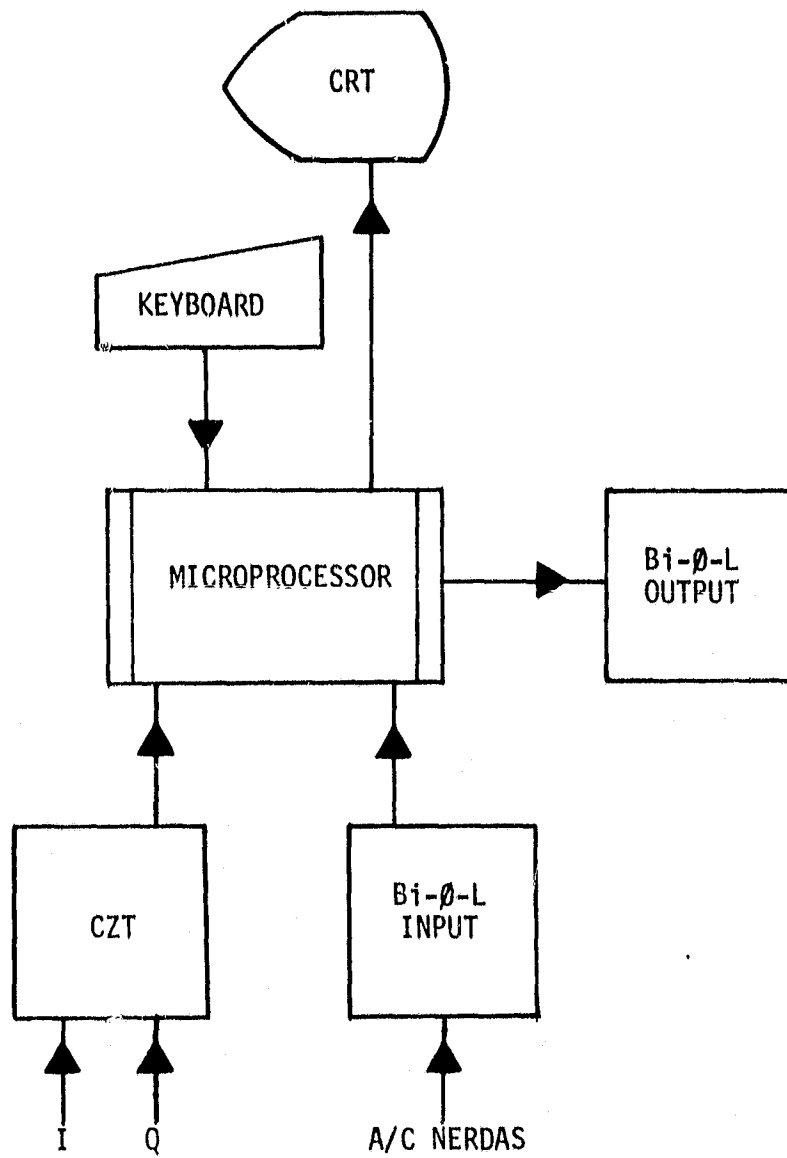 CRT
KEYBOARD
MICROPROCESSOR
Bi-Ø-L
OUTPUT
CZT
Bi-Ø-L
INPUT
I
Q
A/C NERDAS